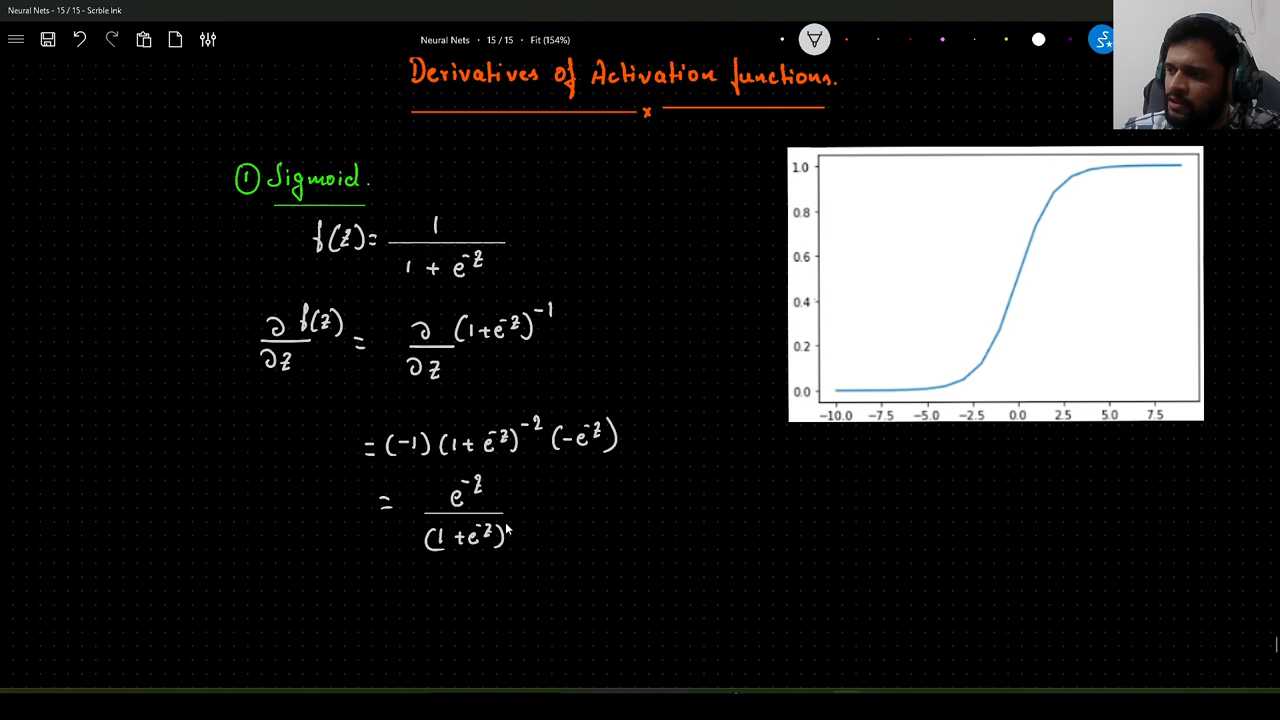 Neural Nets - 15 / 15 - Scrble Ink
Neural Nets • 15 / 15 • Fit (154%)
Derivatives of Activation functions.
x
① Sigmoid.
f(z) = 1 / (1 + e^-z)
∂f(z)/∂z = ∂/∂z (1+e^-z)^-1
= (-1) (1+ e^-z)^-2 (-e^-z)
= e^-z / (1 + e^-z)
1.0
0.8
0.6
0.4
0.2
0.0
−10.0 −7.5 −5.0 −2.5 0.0 2.5 5.0 7.5